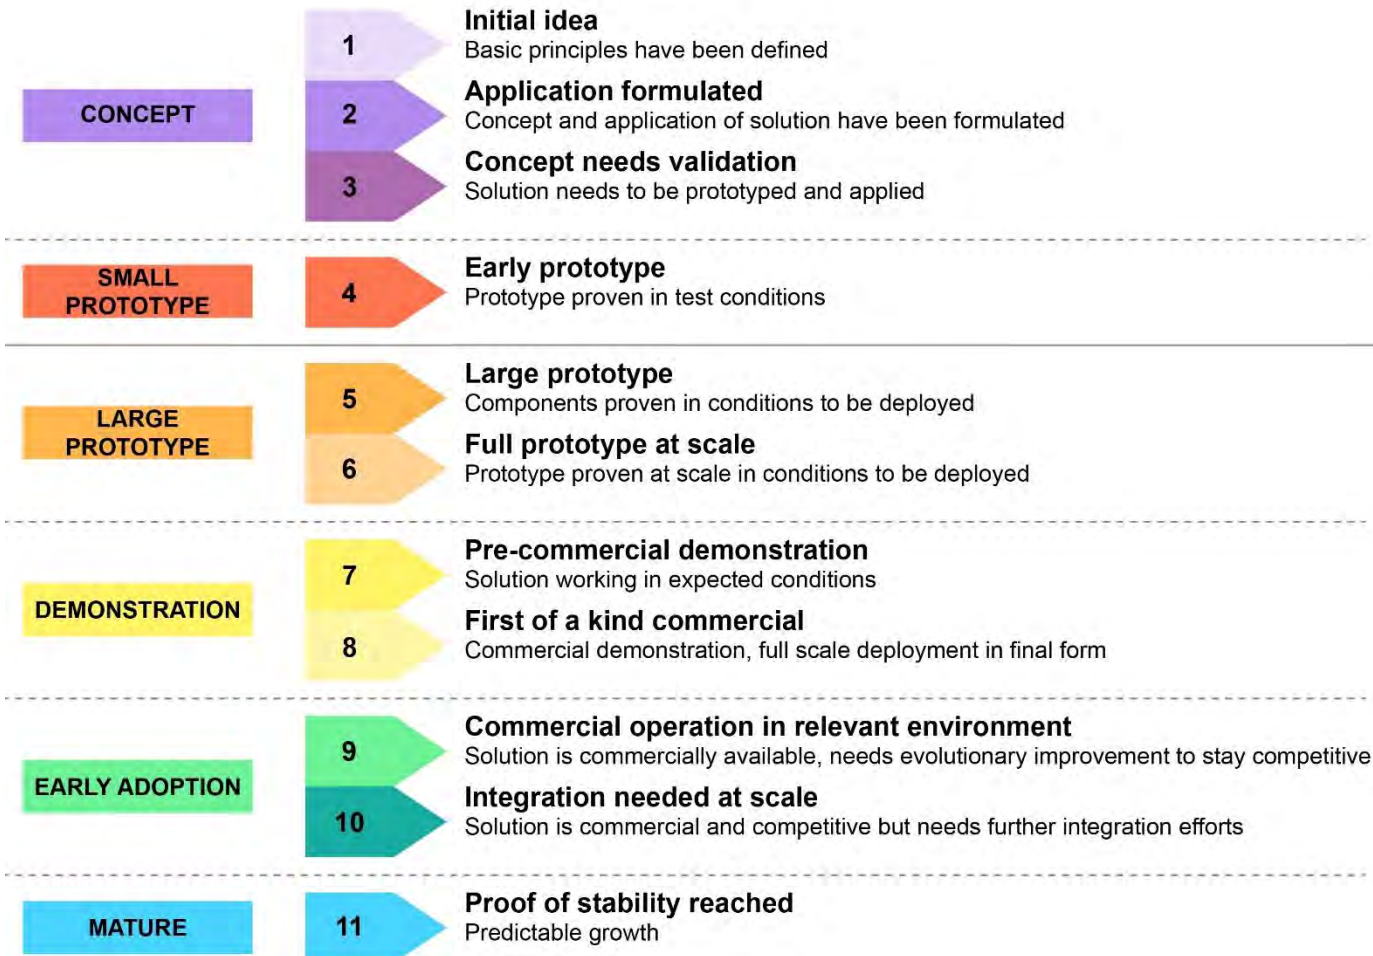 CONCEPT
1
Initial idea
Basic principles have been defined
2
Application formulated
Concept and application of solution have been formulated
3
Concept needs validation
Solution needs to be prototyped and applied
SMALL
PROTOTYPE
4
Early prototype
Prototype proven in test conditions
LARGE
PROTOTYPE
5
Large prototype
Components proven in conditions to be deployed
6
Full prototype at scale
Prototype proven at scale in conditions to be deployed
DEMONSTRATION
7
Pre-commercial demonstration
Solution working in expected conditions
8
First of a kind commercial
Commercial demonstration, full scale deployment in final form
EARLY ADOPTION
9
Commercial operation in relevant environment
Solution is commercially available, needs evolutionary improvement to stay competitive
10
Integration needed at scale
Solution is commercial and competitive but needs further integration efforts
MATURE
11
Proof of stability reached
Predictable growth